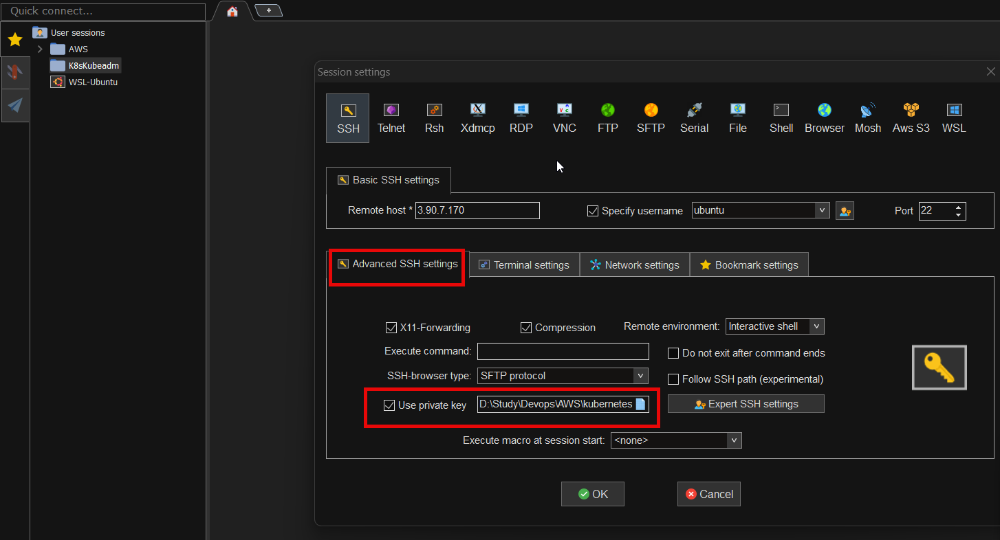 Quick connect...
+
User sessions
AWS
K8sKubeadm
WSL-Ubuntu
Session settings
SSH
Telnet
Rsh
Xdmcp
RDP
VNC
FTP
SFTP
Serial
File
Shell
Browser
Mosh
Aws S3
WSL
Basic SSH settings
Remote host * 3.90.7.170
Specify username ubuntu
Port 22
Advanced SSH settings
Terminal settings
Network settings
Bookmark settings
X11-Forwarding
Compression
Remote environment: Interactive shell
Execute command:
Do not exit after command ends
SSH-browser type: SFTP protocol
Follow SSH path (experimental)
Use private key D:\Study\Devops\AWS\kubernetes
Expert SSH settings
Execute macro at session start: <none>
OK
Cancel